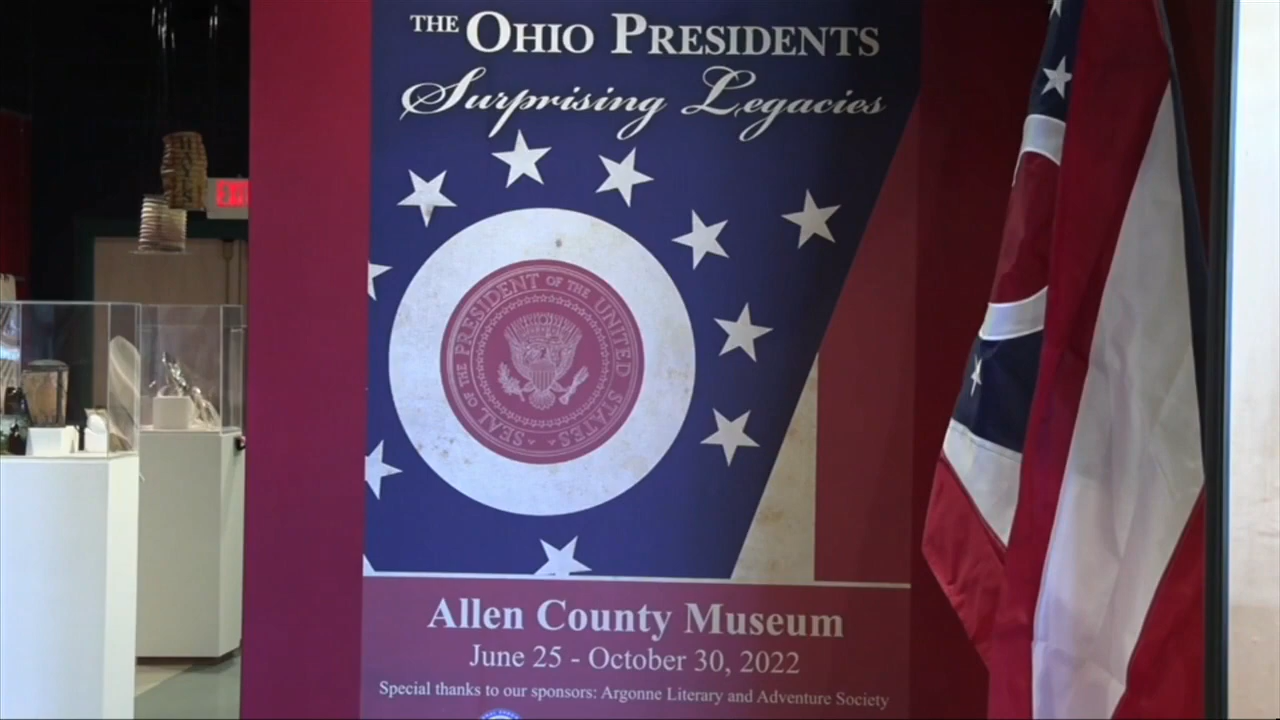 THE OHIO PRESIDENTS
Surprising Legacies
SEAL OF THE PRESIDENT OF THE UNITED STATES
Allen County Museum
June 25 - October 30, 2022
Special thanks to our sponsors: Argonne Literary and Adventure Society